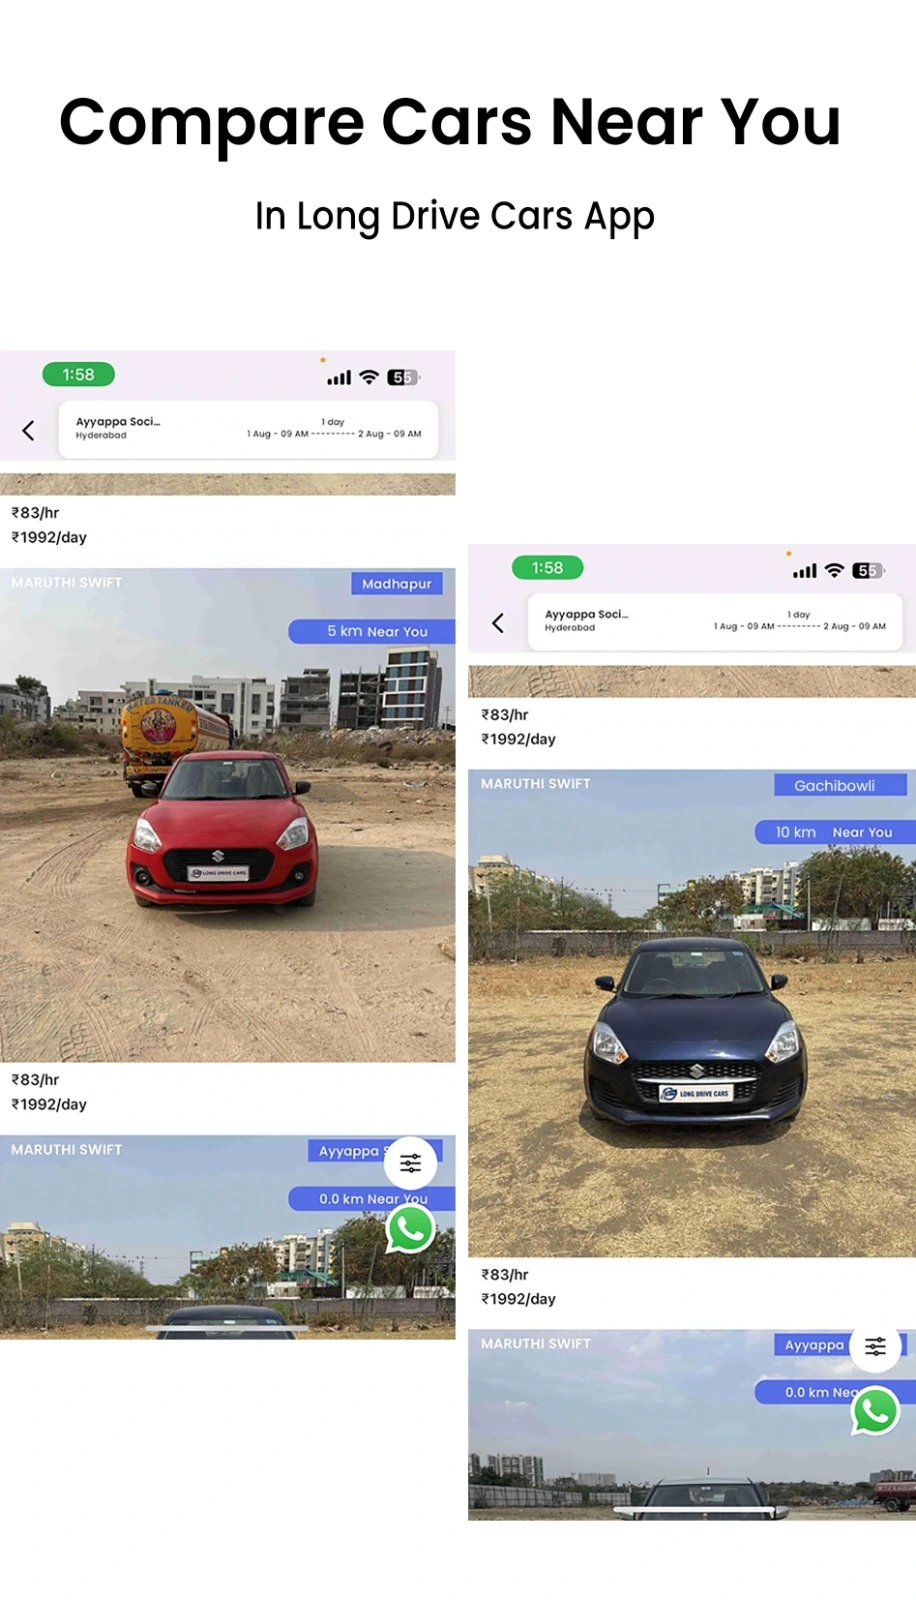 Compare Cars Near You
In Long Drive Cars App
1:58
55
Ayyappa Soci...
Hyderabad
1 day
1 Aug - 09 AM --------- 2 Aug - 09 AM
₹83/hr
₹1992/day
MARUTHI SWIFT
Madhapur
5 km Near You
WATER TANKER
LONG DRIVE CARS
₹83/hr
₹1992/day
MARUTHI SWIFT
Ayyappa S
0.0 km Near You
1:58
55
Ayyappa Soci...
Hyderabad
1 day
1 Aug - 09 AM --------- 2 Aug - 09 AM
₹83/hr
₹1992/day
MARUTHI SWIFT
Gachibowli
10 km Near You
LONG DRIVE CARS
₹83/hr
₹1992/day
MARUTHI SWIFT
Ayyappa
0.0 km Nea